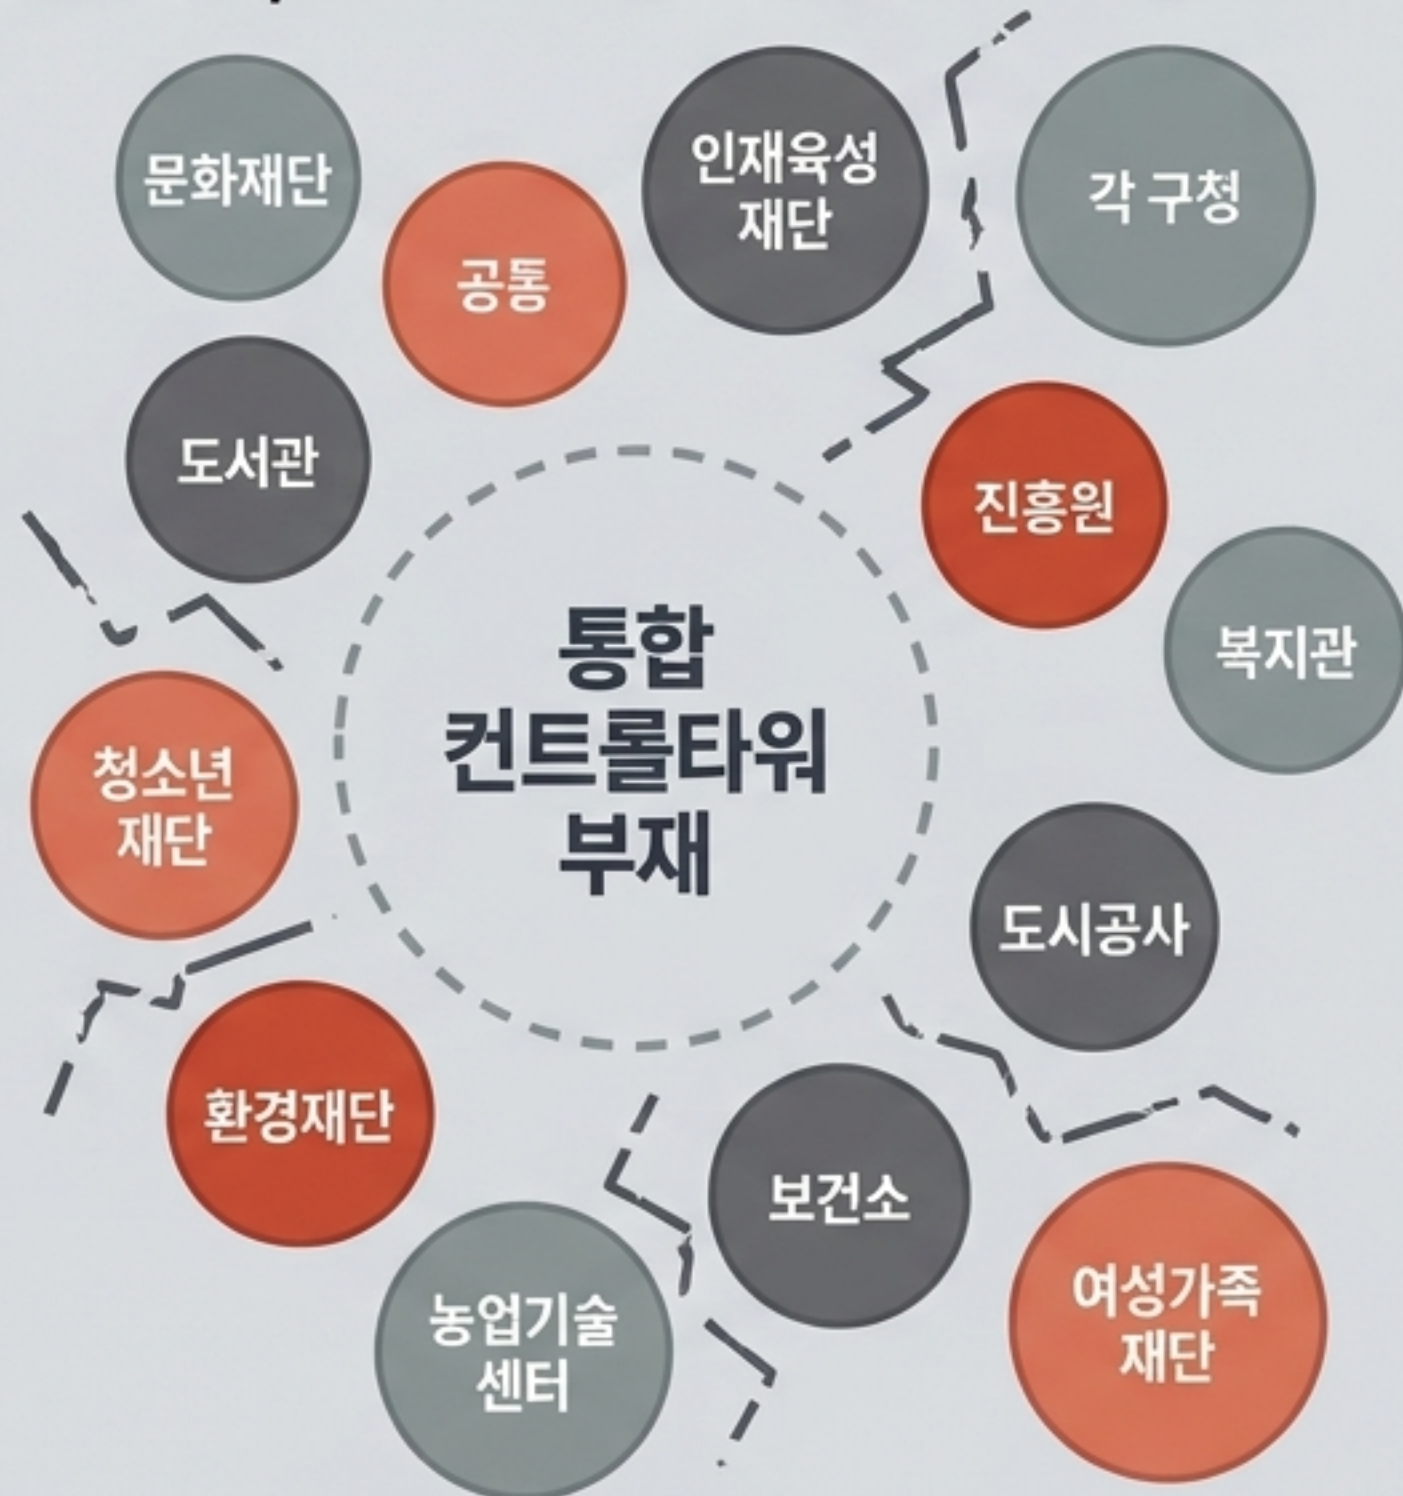 문화재단
공통
인재육성
재단
각 구청
도서관
진흥원
복지관
통합
컨트롤타워
부재
청소년
재단
도시공사
환경재단
보건소
농업기술
센터
여성가족
재단